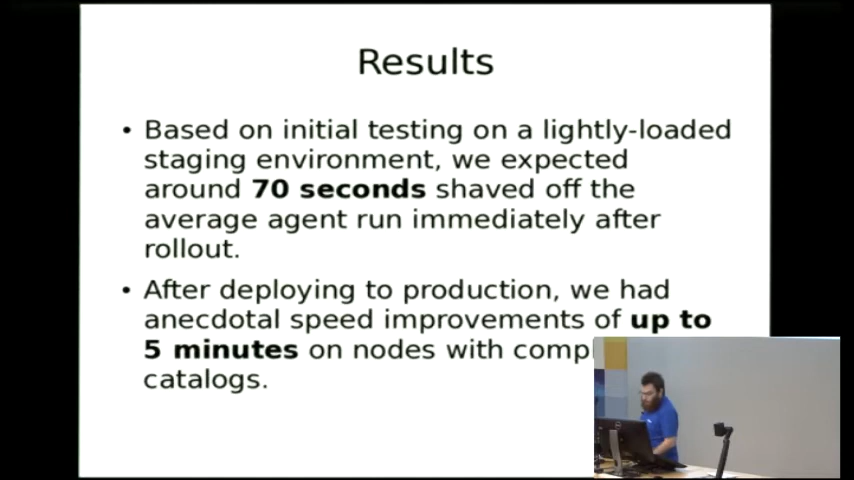 Results
• Based on initial testing on a lightly-loaded
staging environment, we expected
around 70 seconds shaved off the
average agent run immediately after
rollout.
• After deploying to production, we had
anecdotal speed improvements of up to
5 minutes on nodes with
catalogs.